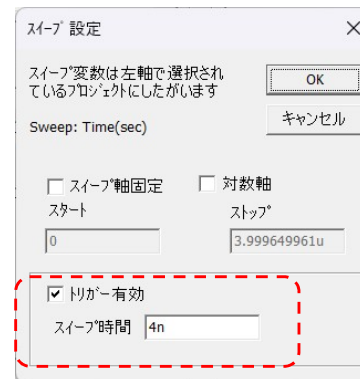 ｽｲｰﾌﾟ 設定
ｽｲｰﾌﾟ変数は左軸で選択され
ているﾌﾟﾛｼﾞｪｸﾄにしたがいます
OK
キャンセル
Sweep: Time(sec)
ｽｲｰﾌﾟ軸固定
対数軸
スタート
ｽﾄｯﾌﾟ
0
3.999649961u
ﾄﾘｶﾞｰ有効
ｽｲｰﾌﾟ時間
4n